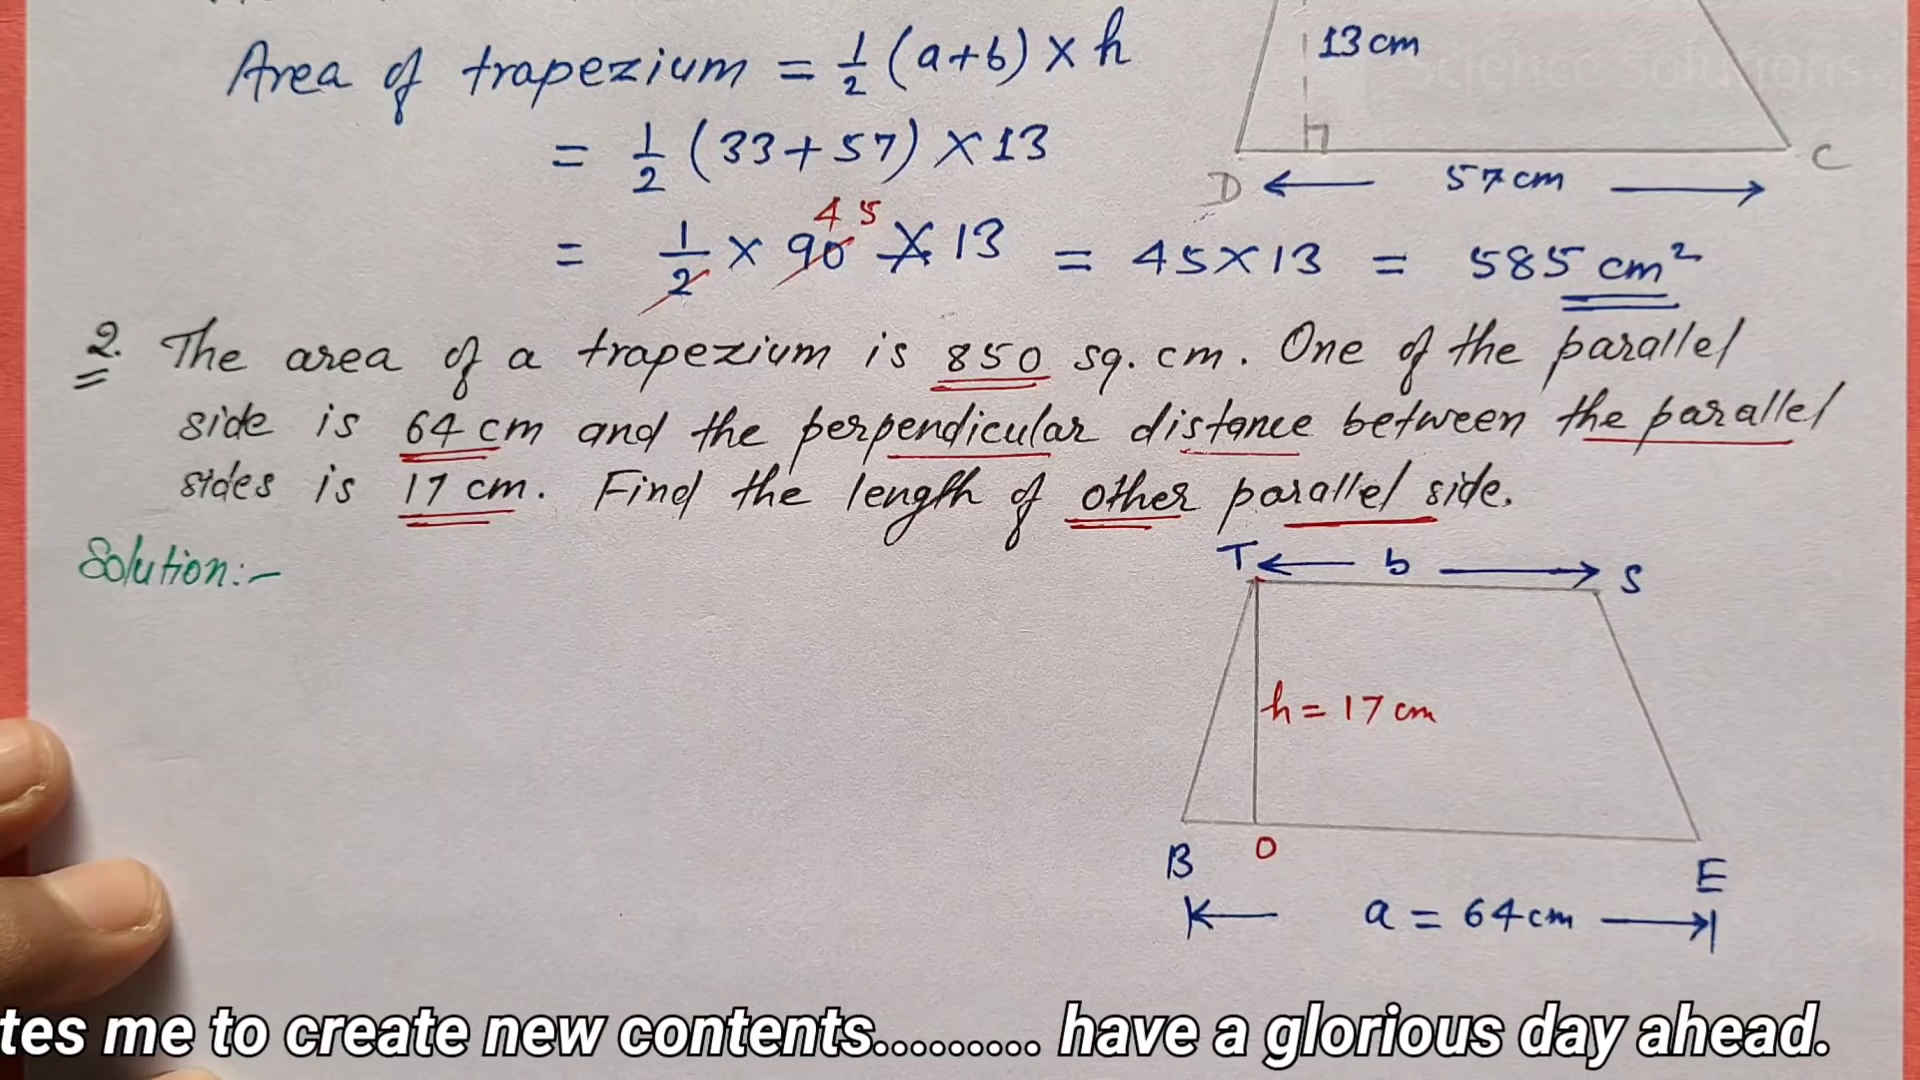 13 cm
Science Solutions
Area of trapezium = 1/2 (a+b) × h
= 1/2 (33+57) × 13
D C
57 cm
45
= 1/2 × 90 × 13 = 45×13 = 585 cm²
2. The area of a trapezium is 850 sq. cm. One of the parallel
side is 64 cm and the perpendicular distance between the parallel
sides is 17 cm. Find the length of other parallel side.
Solution:-
T b S
h = 17 cm
B O E
a = 64 cm
tes me to create new contents......... have a glorious day ahead.